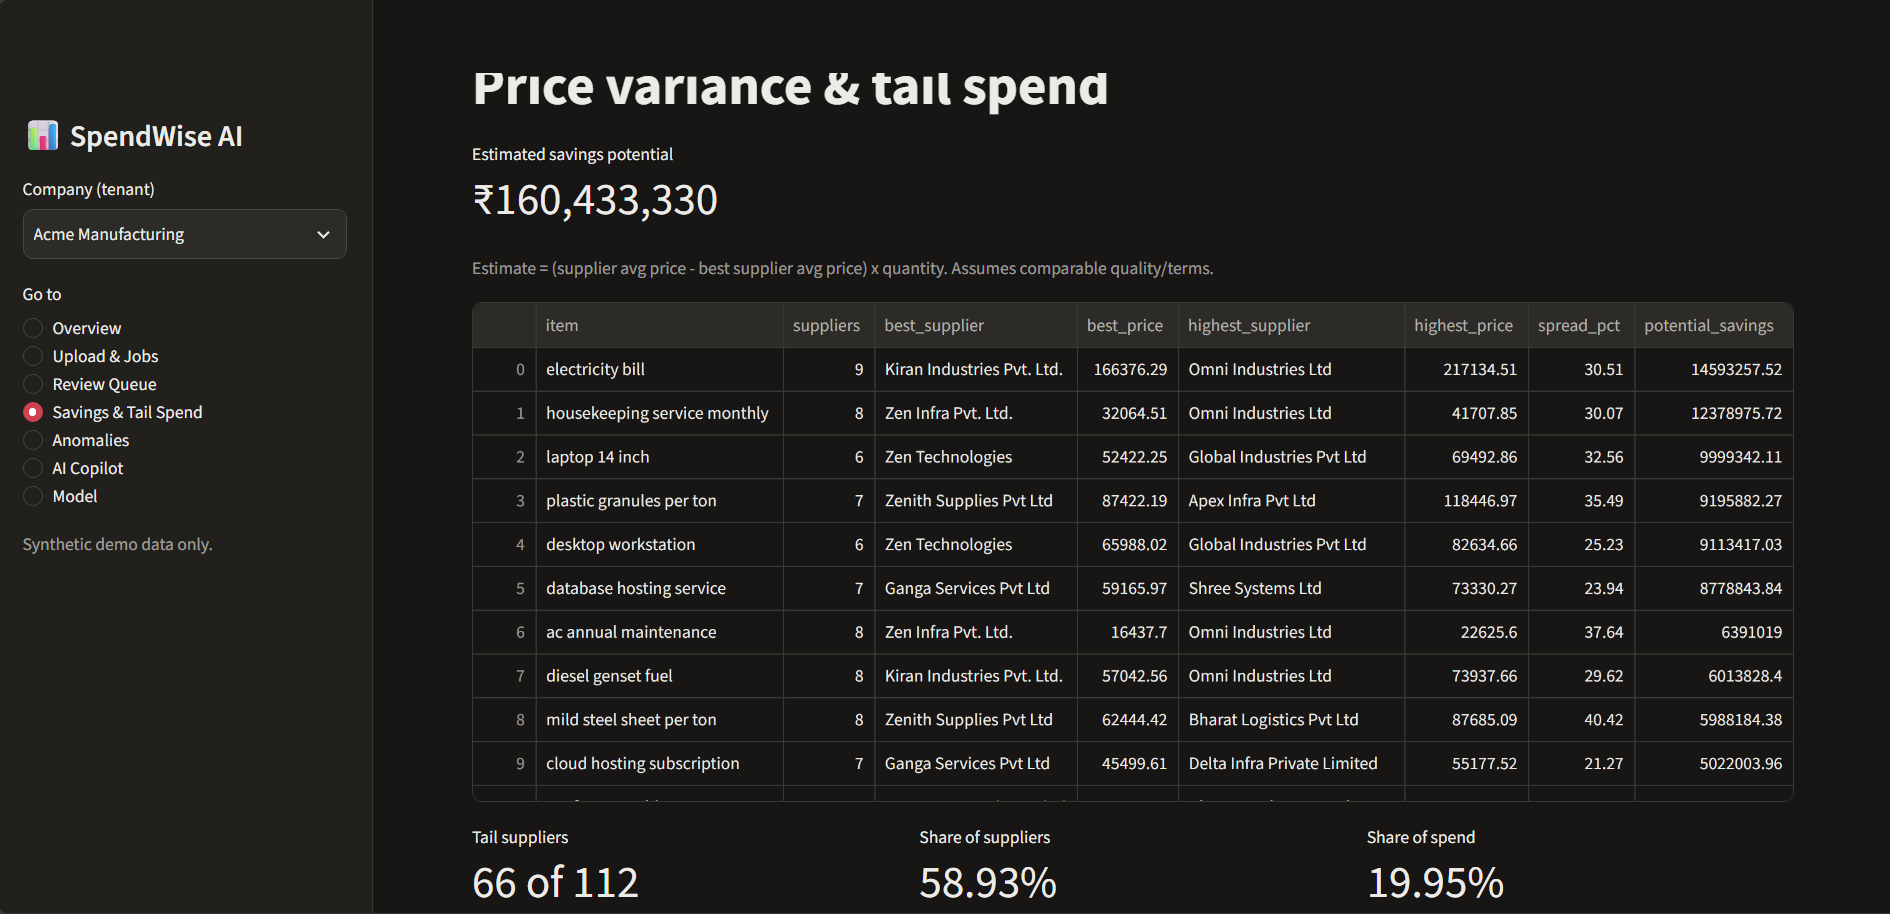 SpendWise AI
Company (tenant)
Acme Manufacturing
Go to
Overview
Upload & Jobs
Review Queue
Savings & Tail Spend
Anomalies
AI Copilot
Model
Synthetic demo data only.
Price variance & tail spend
Estimated savings potential
₹160,433,330
Estimate = (supplier avg price - best supplier avg price) x quantity. Assumes comparable quality/terms.
item suppliers best_supplier best_price highest_supplier highest_price spread_pct potential_savings
0 electricity bill 9 Kiran Industries Pvt. Ltd. 166376.29 Omni Industries Ltd 217134.51 30.51 14593257.52
1 housekeeping service monthly 8 Zen Infra Pvt. Ltd. 32064.51 Omni Industries Ltd 41707.85 30.07 12378975.72
2 laptop 14 inch 6 Zen Technologies 52422.25 Global Industries Pvt Ltd 69492.86 32.56 9999342.11
3 plastic granules per ton 7 Zenith Supplies Pvt Ltd 87422.19 Apex Infra Pvt Ltd 118446.97 35.49 9195882.27
4 desktop workstation 6 Zen Technologies 65988.02 Global Industries Pvt Ltd 82634.66 25.23 9113417.03
5 database hosting service 7 Ganga Services Pvt Ltd 59165.97 Shree Systems Ltd 73330.27 23.94 8778843.84
6 ac annual maintenance 8 Zen Infra Pvt. Ltd. 16437.7 Omni Industries Ltd 22625.6 37.64 6391019
7 diesel genset fuel 8 Kiran Industries Pvt. Ltd. 57042.56 Omni Industries Ltd 73937.66 29.62 6013828.4
8 mild steel sheet per ton 8 Zenith Supplies Pvt Ltd 62444.42 Bharat Logistics Pvt Ltd 87685.09 40.42 5988184.38
9 cloud hosting subscription 7 Ganga Services Pvt Ltd 45499.61 Delta Infra Private Limited 55177.52 21.27 5022003.96
Tail suppliers Share of suppliers Share of spend
66 of 112 58.93% 19.95%